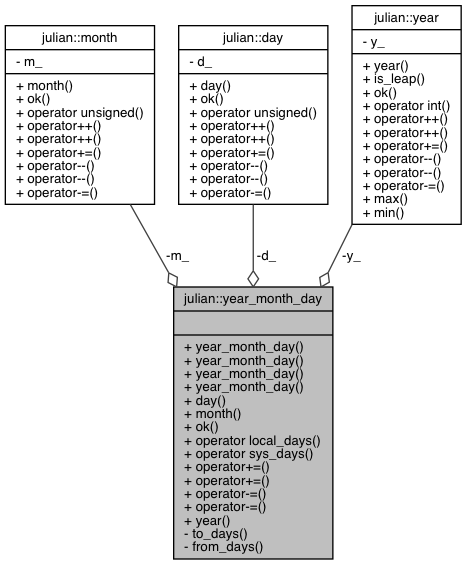 julian::month
- m_
+ month()
+ ok()
+ operator unsigned()
+ operator++()
+ operator++()
+ operator+=()
+ operator--()
+ operator--()
+ operator-=()
julian::day
- d_
+ day()
+ ok()
+ operator unsigned()
+ operator++()
+ operator++()
+ operator+=()
+ operator--()
+ operator--()
+ operator-=()
julian::year
- y_
+ year()
+ is_leap()
+ ok()
+ operator int()
+ operator++()
+ operator++()
+ operator+=()
+ operator--()
+ operator--()
+ operator-=()
+ max()
+ min()
-m_
-d_
-y_
julian::year_month_day
+ year_month_day()
+ year_month_day()
+ year_month_day()
+ year_month_day()
+ day()
+ month()
+ ok()
+ operator local_days()
+ operator sys_days()
+ operator+=()
+ operator+=()
+ operator-=()
+ operator-=()
+ year()
- to_days()
- from_days()